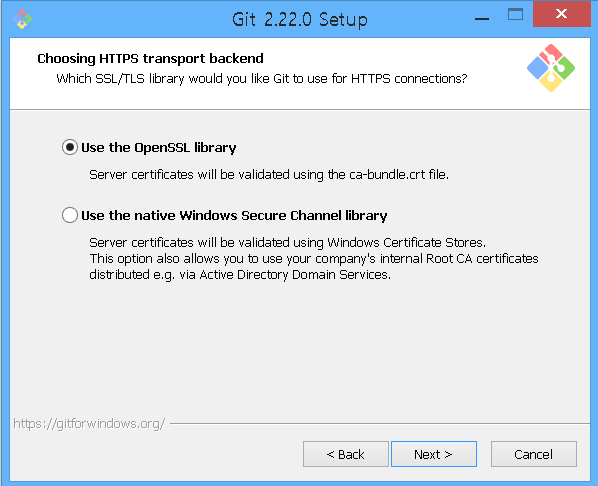 Git 2.22.0 Setup
Choosing HTTPS transport backend
Which SSL/TLS library would you like Git to use for HTTPS connections?
Use the OpenSSL library
Server certificates will be validated using the ca-bundle.crt file.
Use the native Windows Secure Channel library
Server certificates will be validated using Windows Certificate Stores.
This option also allows you to use your company's internal Root CA certificates
distributed e.g. via Active Directory Domain Services.
https://gitforwindows.org/
< Back Next > Cancel